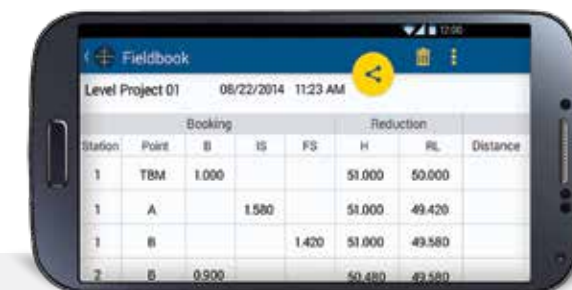 12:00
Fieldbook
Level Project 01 08/22/2014 11:23 AM
Booking Reduction
Station Point B IS FS H RL Distance
1 TBM 1.000 51.000 50.000
1 A 1.580 51.000 49.420
1 B 1.420 51.000 49.580
2 B 0.900 50.480 49.580